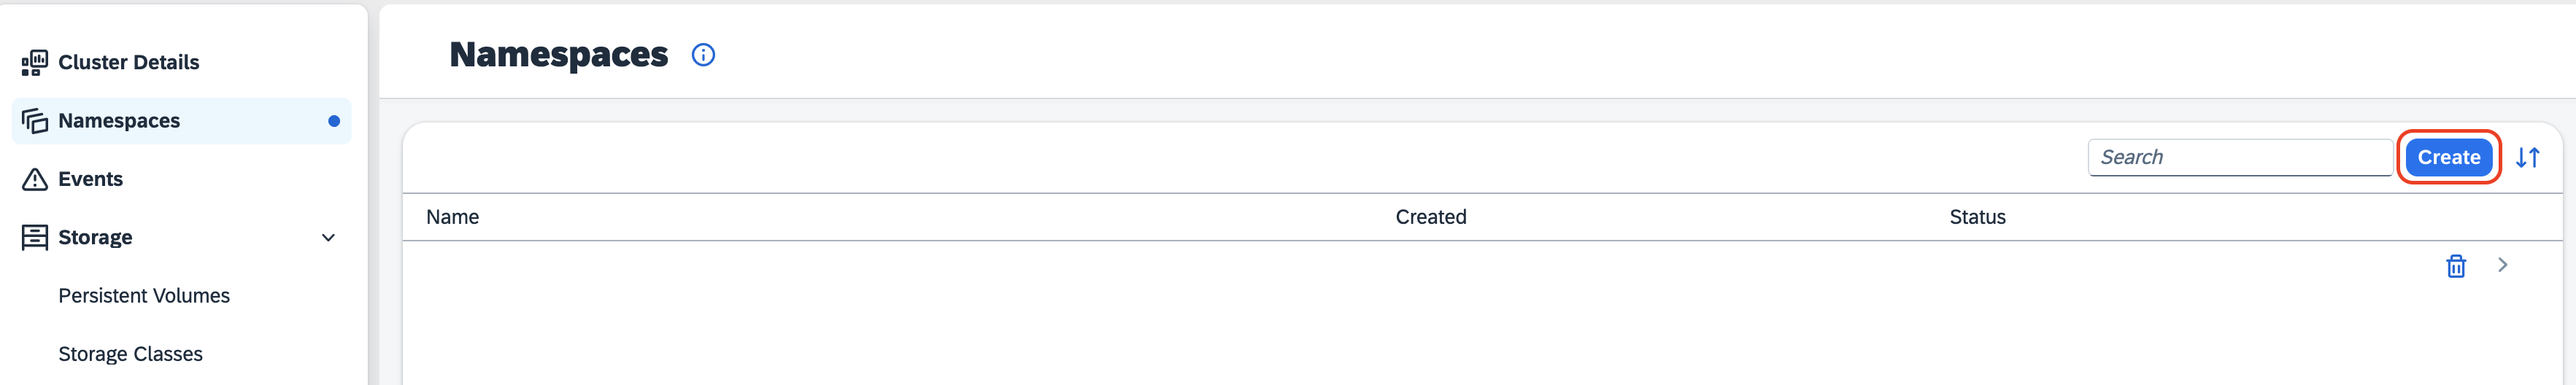 Cluster Details
Namespaces
Events
Storage
Persistent Volumes
Storage Classes
Namespaces
Search
Create
Name Created Status